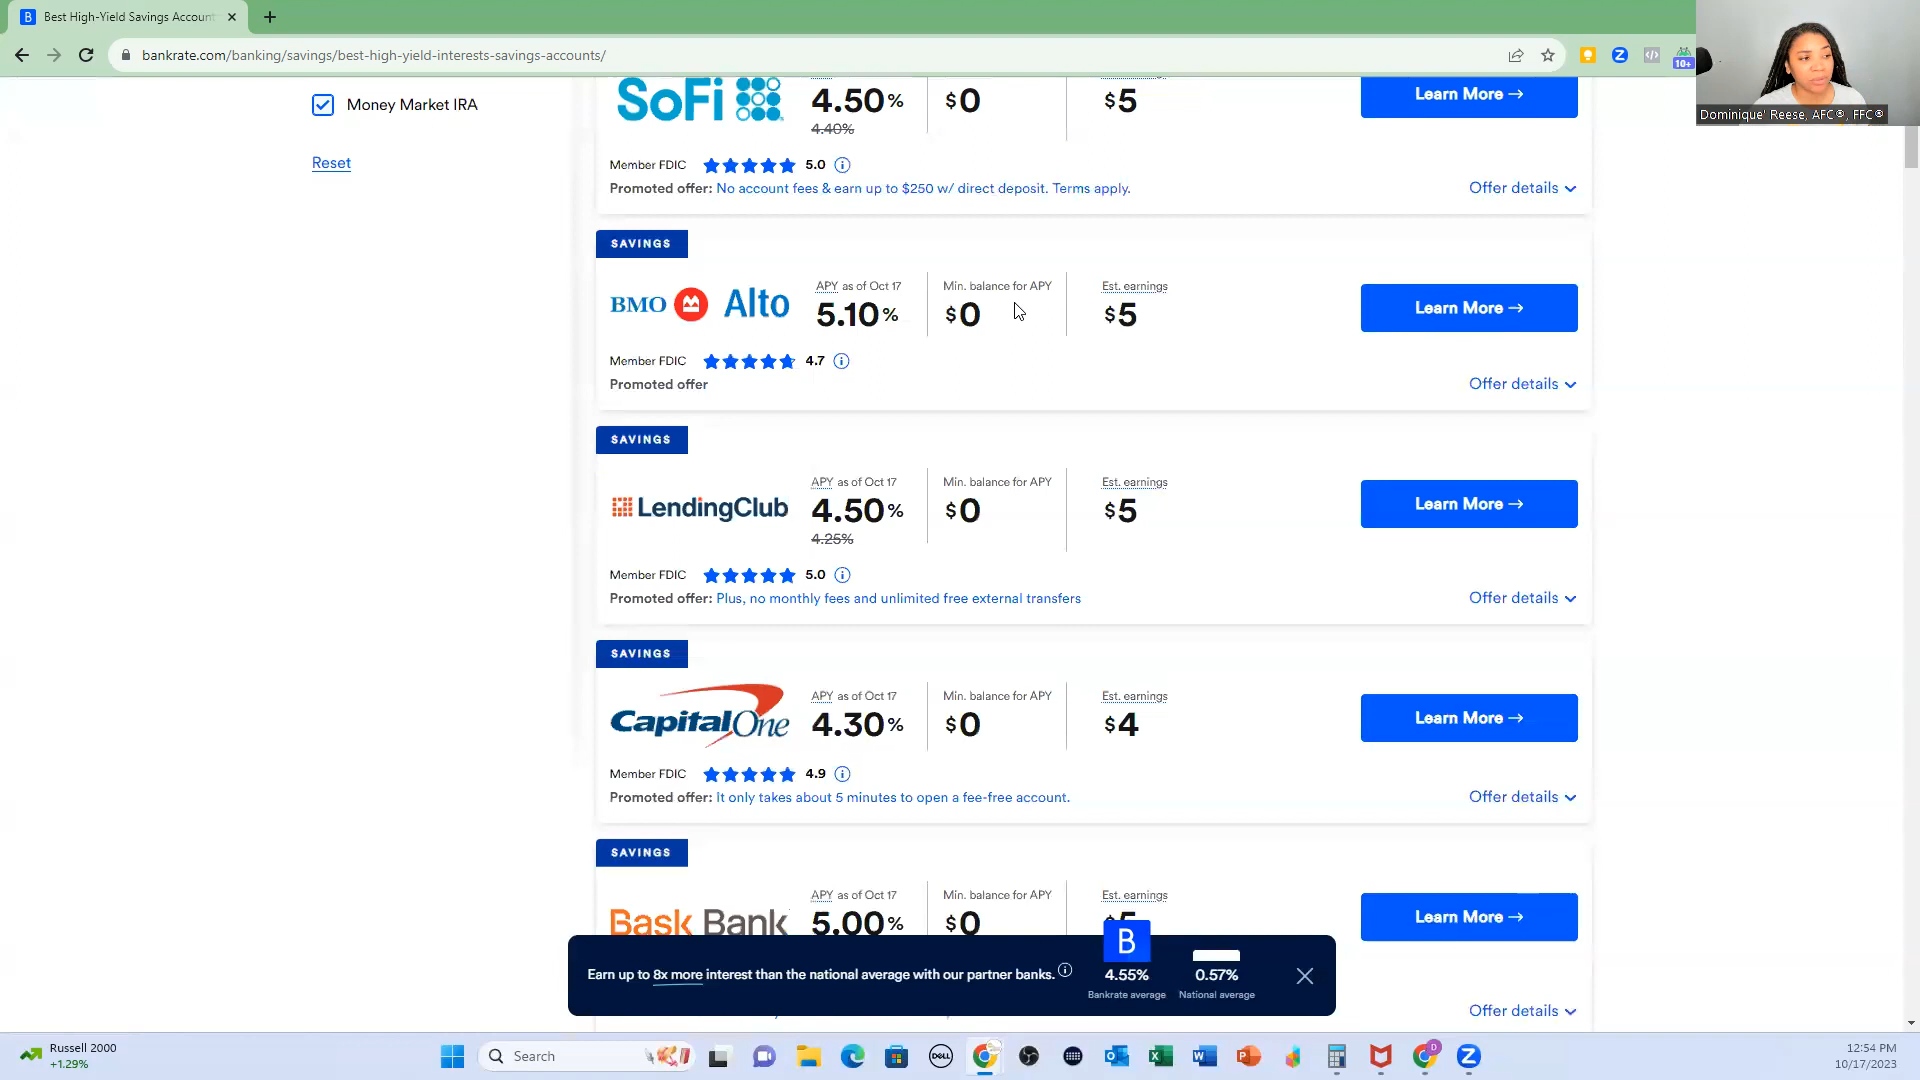 Best High-Yield Savings Account
bankrate.com/banking/savings/best-high-yield-interests-savings-accounts/
10+
Dominique' Reese, AFC®, FFC®
Money Market IRA
Reset
SoFi
4.50%
4.40%
$0
$5
Learn More →
Member FDIC 5.0
Promoted offer: No account fees & earn up to $250 w/ direct deposit. Terms apply.
Offer details
SAVINGS
BMO Alto
APY as of Oct 17
5.10%
Min. balance for APY
$0
Est. earnings
$5
Learn More →
Member FDIC 4.7
Promoted offer
Offer details
SAVINGS
LendingClub
APY as of Oct 17
4.50%
4.25%
Min. balance for APY
$0
Est. earnings
$5
Learn More →
Member FDIC 5.0
Promoted offer: Plus, no monthly fees and unlimited free external transfers
Offer details
SAVINGS
Capital One
APY as of Oct 17
4.30%
Min. balance for APY
$0
Est. earnings
$4
Learn More →
Member FDIC 4.9
Promoted offer: It only takes about 5 minutes to open a fee-free account.
Offer details
SAVINGS
Bask Bank
APY as of Oct 17
5.00%
Min. balance for APY
$0
Est. earnings
$5
Learn More →
Earn up to 8x more interest than the national average with our partner banks.
B
4.55%
Bankrate average
0.57%
National average
Offer details
Russell 2000
+1.29%
Search
DELL
12:54 PM
10/17/2023